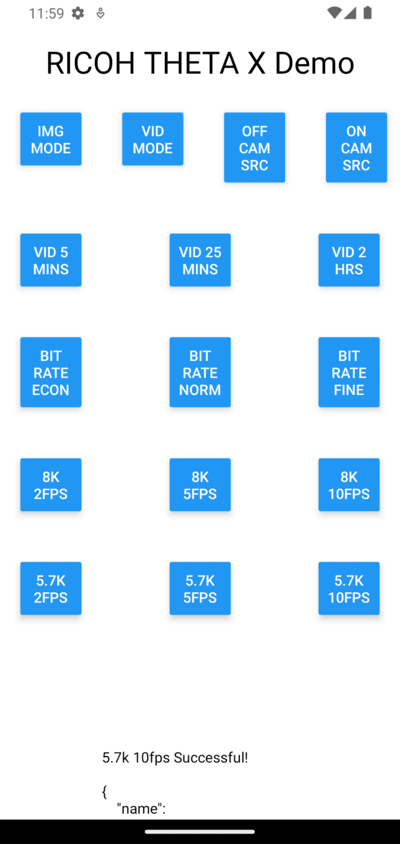 11:59
RICOH THETA X Demo
IMG
MODE
VID
MODE
OFF
CAM
SRC
ON
CAM
SRC
VID 5
MINS
VID 25
MINS
VID 2
HRS
BIT
RATE
ECON
BIT
RATE
NORM
BIT
RATE
FINE
8K
2FPS
8K
5FPS
8K
10FPS
5.7K
2FPS
5.7K
5FPS
5.7K
10FPS
5.7k 10fps Successful!
{
"name":